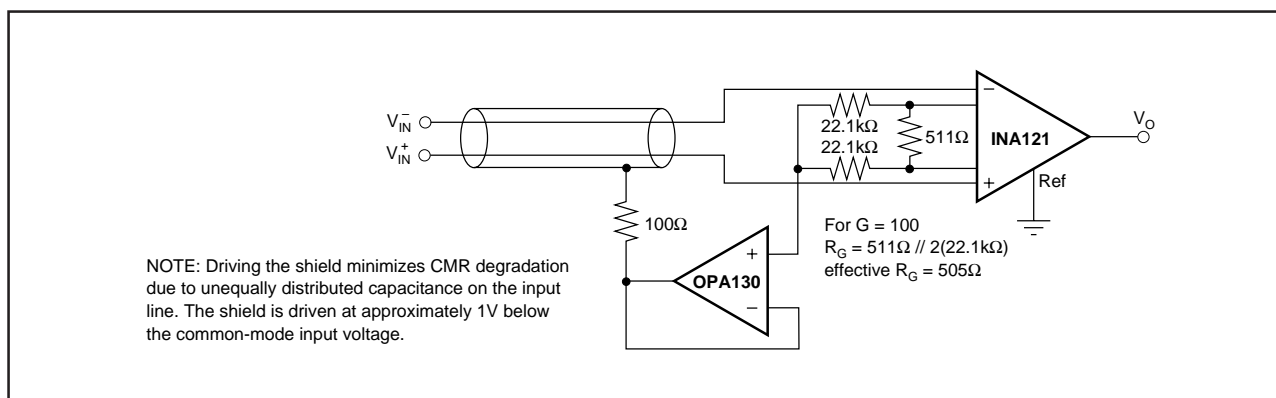 V⁻IN
V⁺IN
22.1kΩ
22.1kΩ
511Ω
−
INA121
+
VO
Ref
100Ω
+
OPA130
−
For G = 100
RG = 511Ω // 2(22.1kΩ)
effective RG = 505Ω
NOTE: Driving the shield minimizes CMR degradation
due to unequally distributed capacitance on the input
line. The shield is driven at approximately 1V below
the common-mode input voltage.